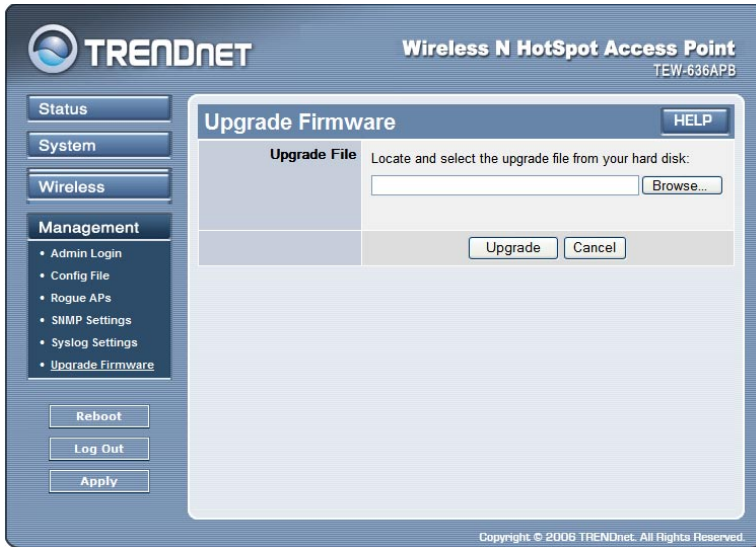 TRENDnet
Wireless N HotSpot Access Point
TEW-636APB
Status
System
Wireless
Management
• Admin Login
• Config File
• Rogue APs
• SNMP Settings
• Syslog Settings
• Upgrade Firmware
Reboot
Log Out
Apply
Upgrade Firmware
HELP
Upgrade File
Locate and select the upgrade file from your hard disk:
Browse...
Upgrade Cancel
Copyright © 2006 TRENDnet. All Rights Reserved.